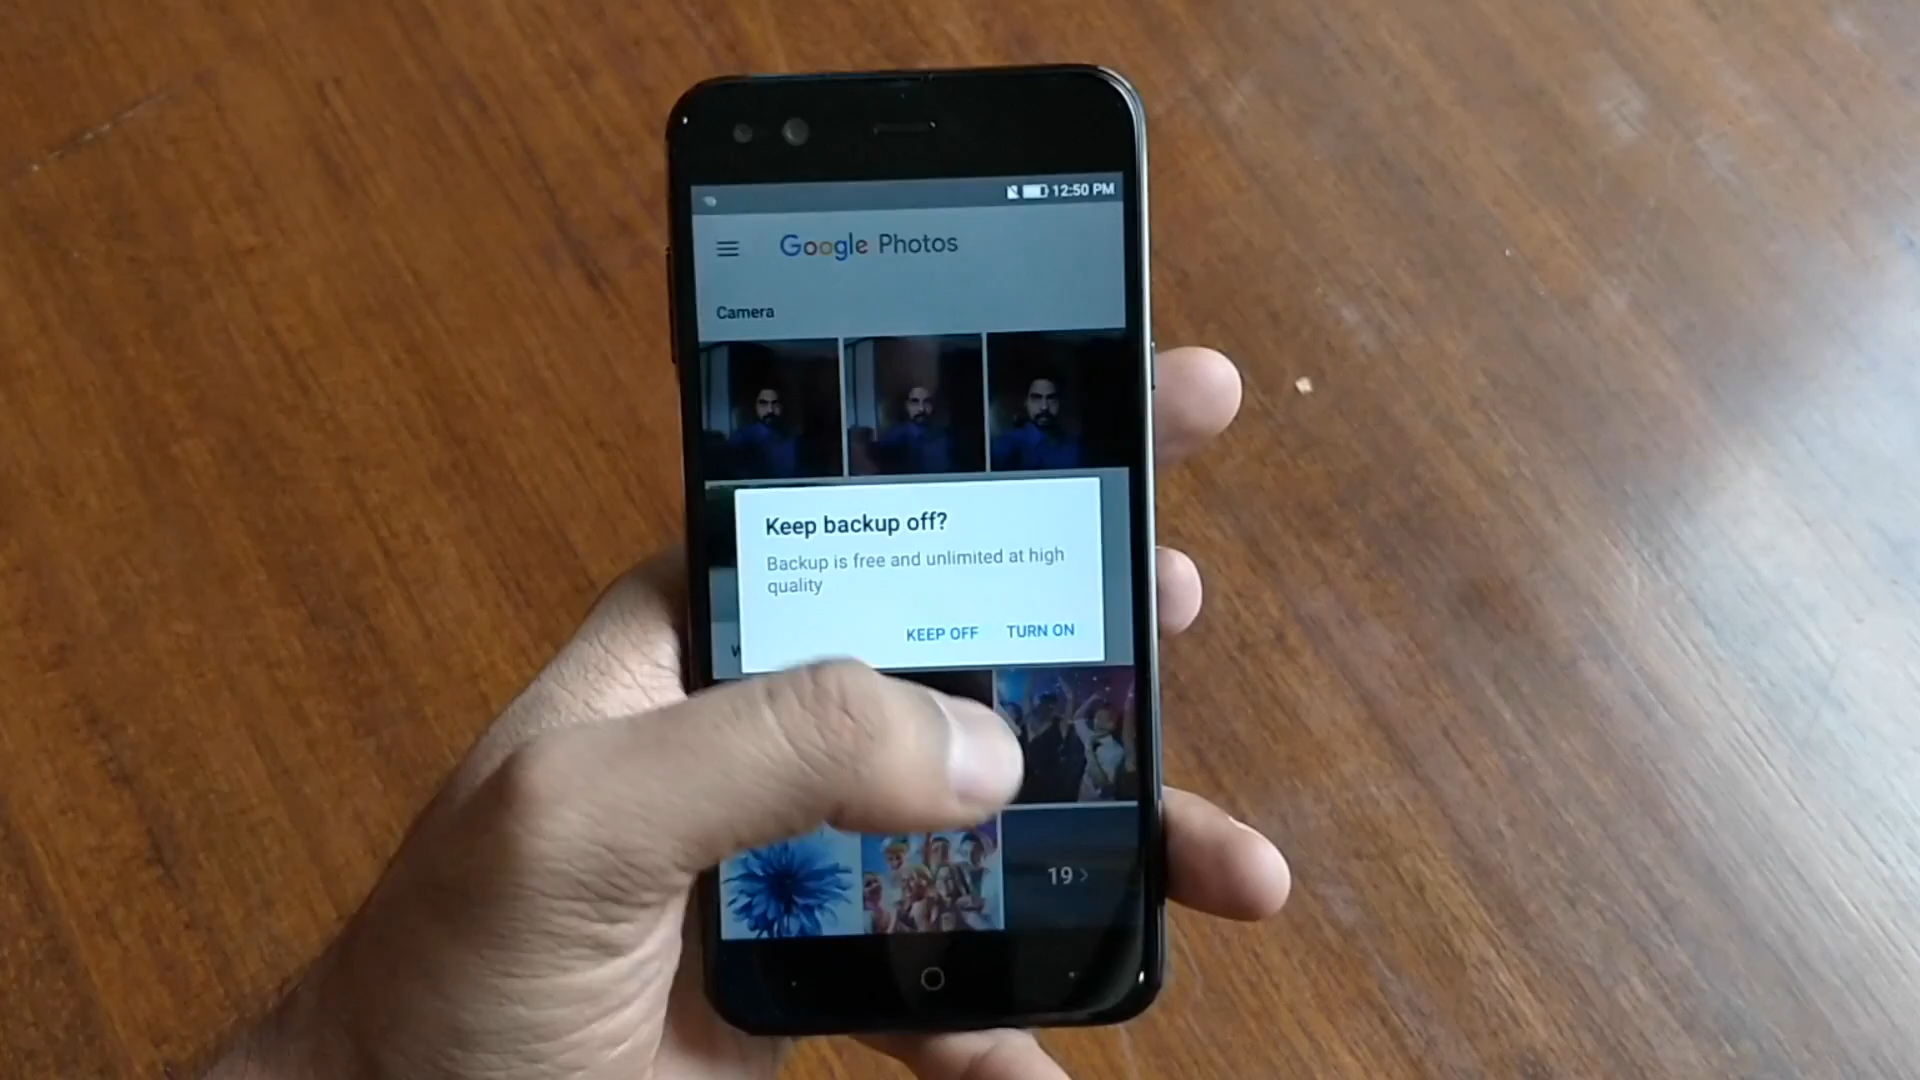 12:50 PM
Google Photos
Camera
Keep backup off?
Backup is free and unlimited at high
quality
KEEP OFF TURN ON
19 >